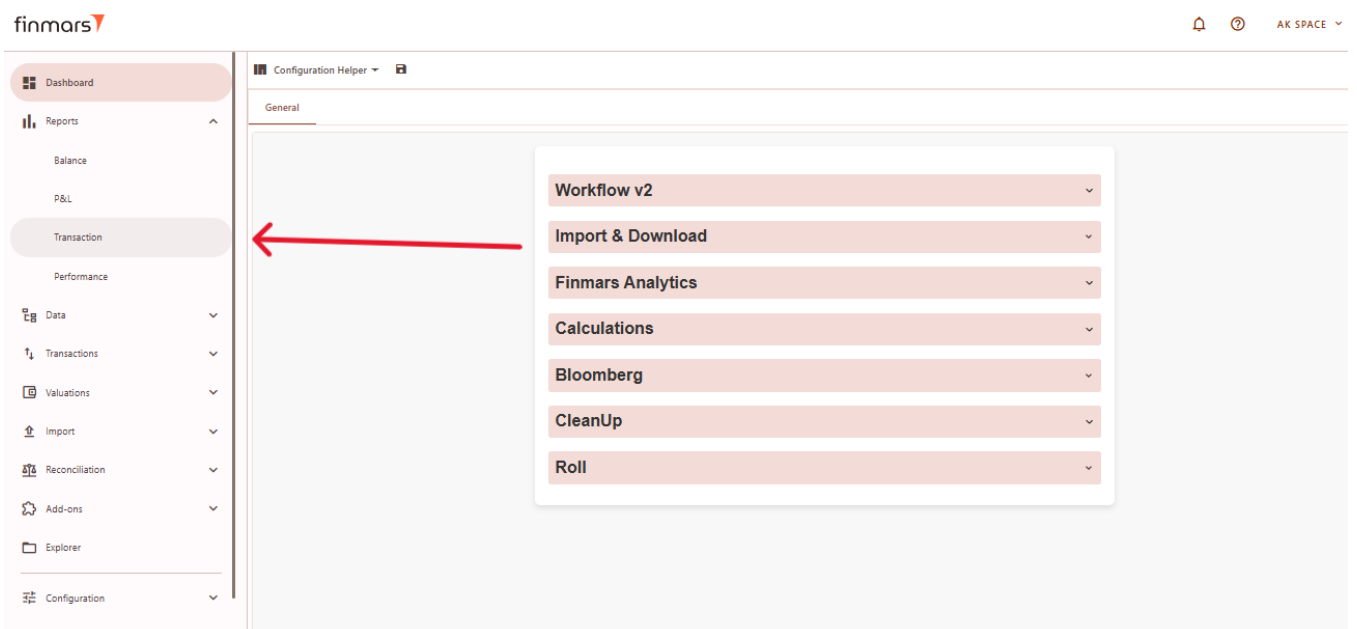 finmars
AK SPACE
Dashboard
Reports
Balance
P&L
Transaction
Performance
Data
Transactions
Valuations
Import
Reconciliation
Add-ons
Explorer
Configuration
Configuration Helper
General
Workflow v2
Import & Download
Finmars Analytics
Calculations
Bloomberg
CleanUp
Roll